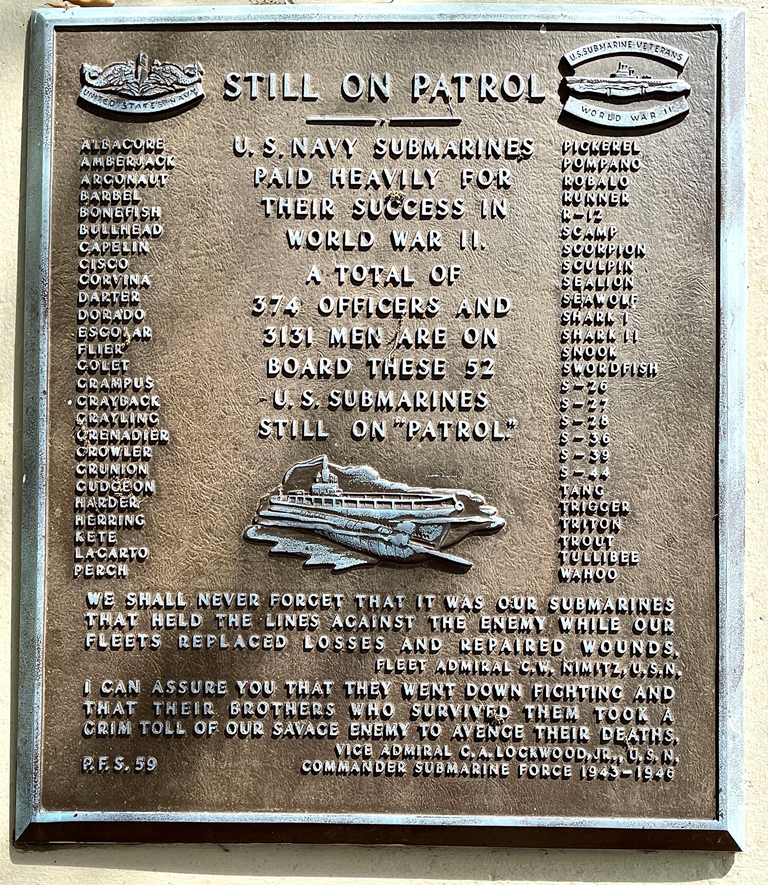 UNITED STATES NAVY
STILL ON PATROL
U.S. SUBMARINE VETERANS
WORLD WAR II
ALBACORE
AMBERJACK
ARGONAUT
BARBEL
BONEFISH
BULLHEAD
CAPELIN
CISCO
CORVINA
DARTER
DORADO
ESCOLAR
FLIER
GOLET
GRAMPUS
GRAYBACK
GRAYLING
GRENADIER
GROWLER
GRUNION
GUDGEON
HARDER
HERRING
KETE
LAGARTO
PERCH
U. S. NAVY SUBMARINES
PAID HEAVILY FOR
THEIR SUCCESS IN
WORLD WAR II.
A TOTAL OF
374 OFFICERS AND
3131 MEN ARE ON
BOARD THESE 52
U. S. SUBMARINES
STILL ON "PATROL."
PICKEREL
POMPANO
ROBALO
RUNNER
R-12
SCAMP
SCORPION
SCULPIN
SEALION
SEAWOLF
SHARK I
SHARK II
SNOOK
SWORDFISH
S-26
S-27
S-28
S-36
S-39
S-44
TANG
TRIGGER
TRITON
TROUT
TULLIBEE
WAHOO
WE SHALL NEVER FORGET THAT IT WAS OUR SUBMARINES
THAT HELD THE LINES AGAINST THE ENEMY WHILE OUR
FLEETS REPLACED LOSSES AND REPAIRED WOUNDS.
FLEET ADMIRAL C.W. NIMITZ, U.S.N.
I CAN ASSURE YOU THAT THEY WENT DOWN FIGHTING AND
THAT THEIR BROTHERS WHO SURVIVED THEM TOOK A
GRIM TOLL OF OUR SAVAGE ENEMY TO AVENGE THEIR DEATHS.
VICE ADMIRAL C.A. LOCKWOOD, JR., U.S.N.
P.F.S. 59
COMMANDER SUBMARINE FORCE 1943-1946